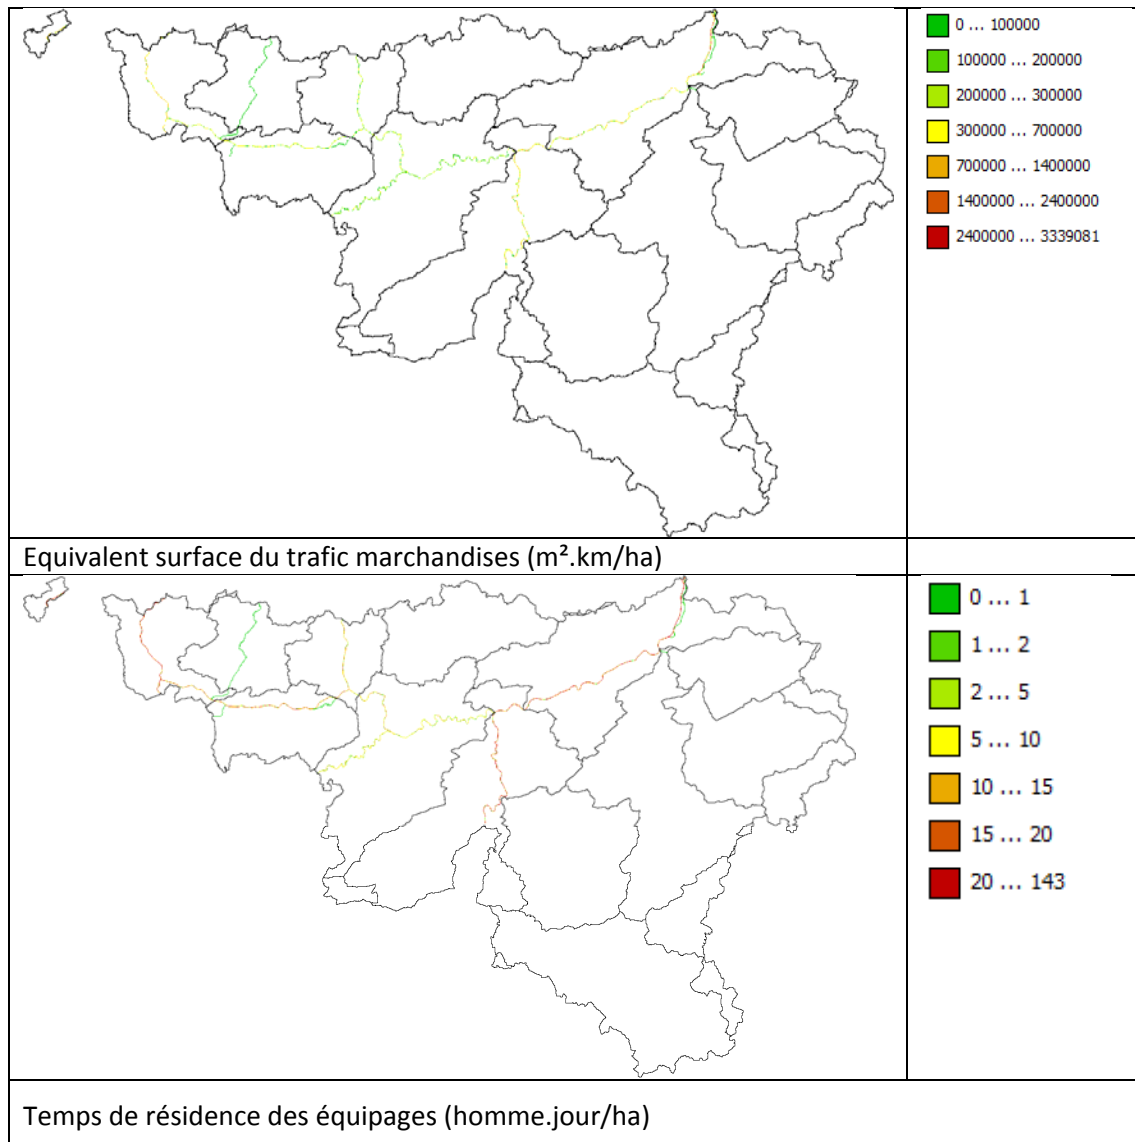 0 ... 100000
100000 ... 200000
200000 ... 300000
300000 ... 700000
700000 ... 1400000
1400000 ... 2400000
2400000 ... 3339081
Equivalent surface du trafic marchandises (m².km/ha)
0 ... 1
1 ... 2
2 ... 5
5 ... 10
10 ... 15
15 ... 20
20 ... 143
Temps de résidence des équipages (homme.jour/ha)